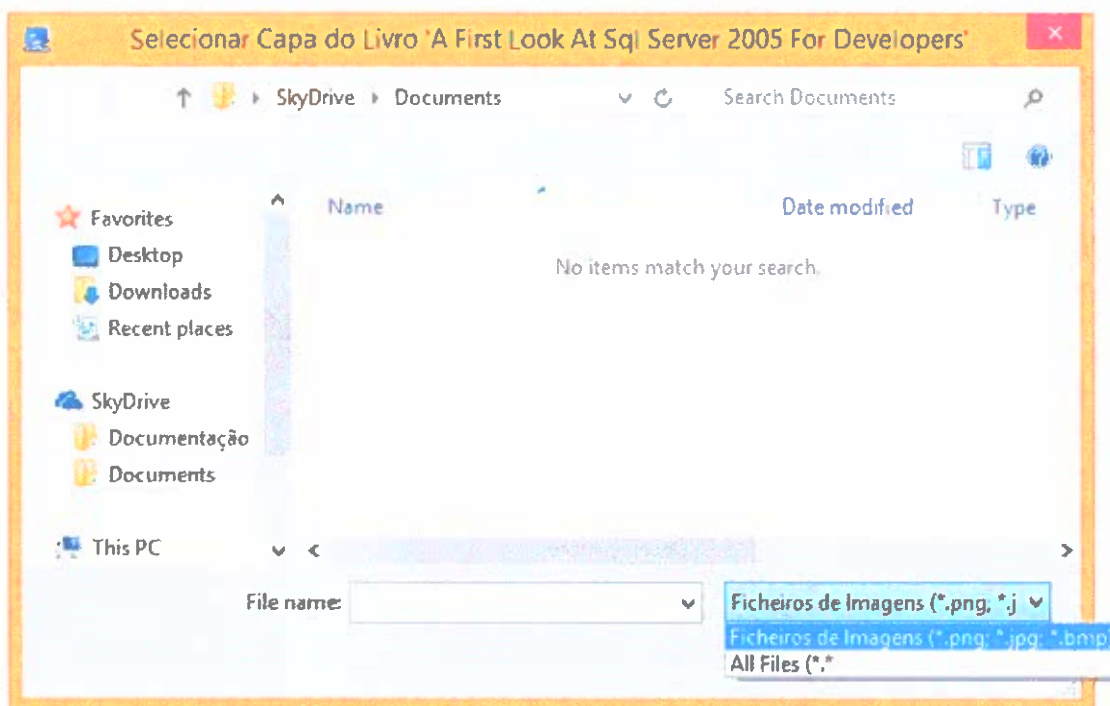 Selecionar Capa do Livro 'A First Look At Sql Server 2005 For Developers'
SkyDrive Documents
Search Documents
Name Date modified Type
No items match your search.
Favorites
Desktop
Downloads
Recent places
SkyDrive
Documentação
Documents
This PC
File name:
Ficheiros de Imagens (*.png; *.j
Ficheiros de Imagens (*.png; *.jpg; *.bmp
All Files (*.*